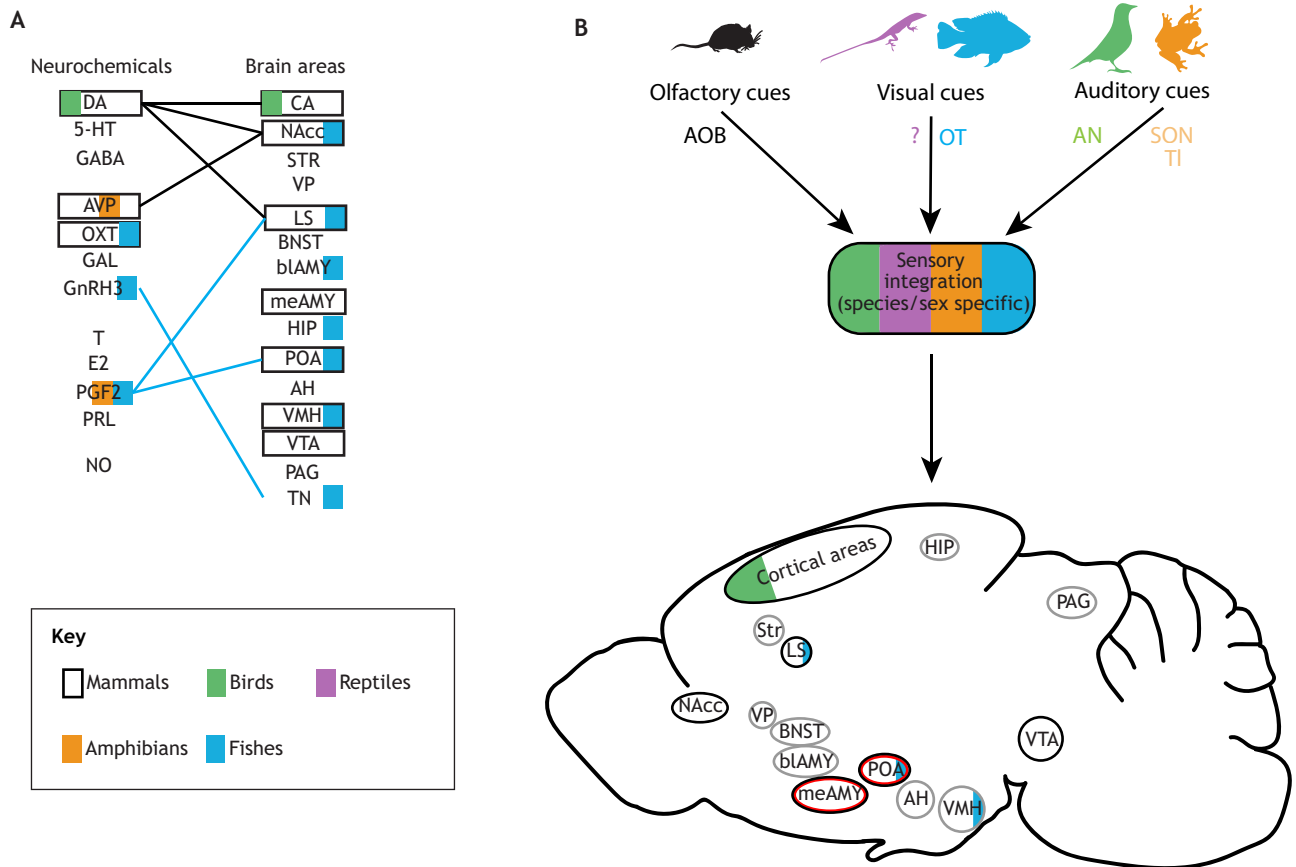 A
Neurochemicals
Brain areas
DA
5-HT
GABA
AVP
OXT
GAL
GnRH3
T
E2
PGF2
PRL
NO
CA
NAcc
STR
VP
LS
BNST
blAMY
meAMY
HIP
POA
AH
VMH
VTA
PAG
TN
Key
Mammals
Birds
Reptiles
Amphibians
Fishes
B
Olfactory cues
Visual cues
Auditory cues
AOB
?
OT
AN
SON
Tl
Sensory
integration
(species/sex specific)
Cortical areas
HIP
PAG
Str
LS
NAcc
VP
BNST
blAMY
meAMY
POA
AH
VMH
VTA